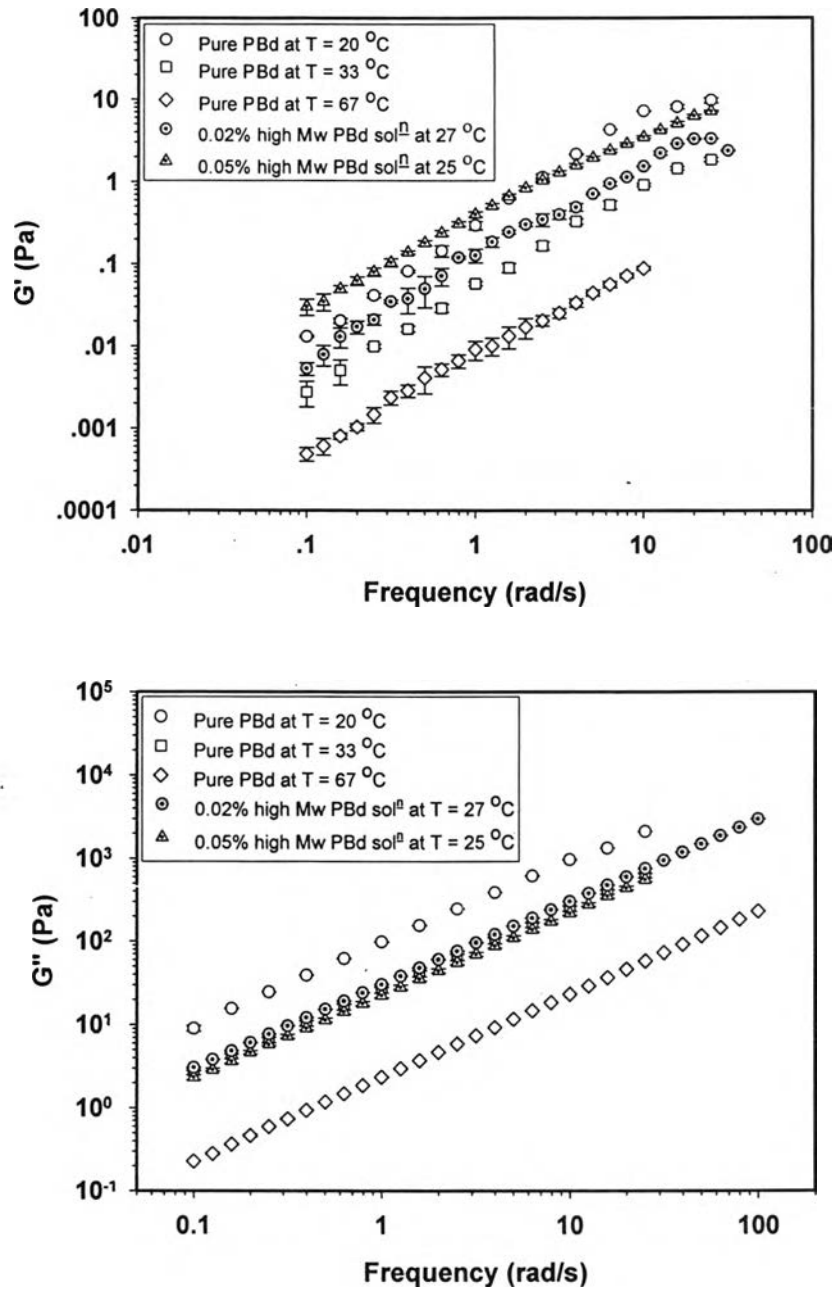 100
10
1
.1
.01
.001
.0001
G' (Pa)
Pure PBd at T = 20 °C
Pure PBd at T = 33 °C
Pure PBd at T = 67 °C
0.02% high Mw PBd solⁿ at 27 °C
0.05% high Mw PBd solⁿ at 25 °C
.01 .1 1 10 100
Frequency (rad/s)
10⁵
10⁴
10³
10²
10¹
10⁰
10⁻¹
G" (Pa)
Pure PBd at T = 20 °C
Pure PBd at T = 33 °C
Pure PBd at T = 67 °C
0.02% high Mw PBd solⁿ at T = 27 °C
0.05% high Mw PBd solⁿ at T = 25 °C
0.1 1 10 100
Frequency (rad/s)